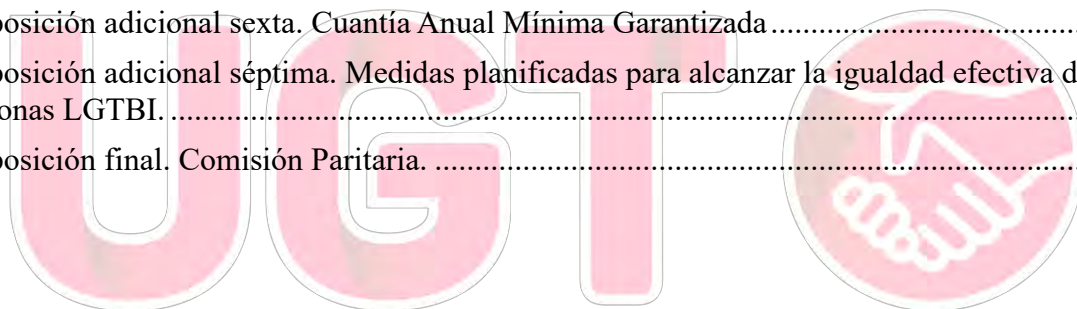 posición adicional sexta. Cuantía Anual Mínima Garantizada
posición adicional séptima. Medidas planificadas para alcanzar la igualdad efectiva d
onas LGTBI.
posición final. Comisión Paritaria.
UGT